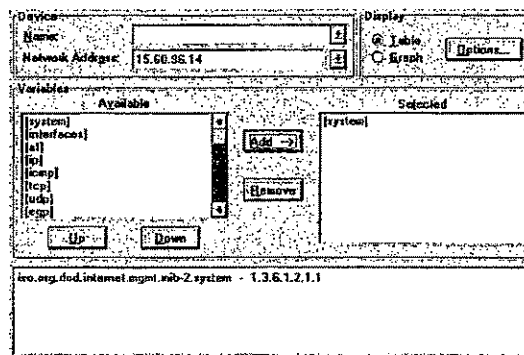 Device
Name:
Network Address: 15.60.96.14
Display
Table
Graph
Options...
Variables
Available
[system]
[interfaces]
[at]
[ip]
[icmp]
[tcp]
[udp]
[egp]
Add ->
Remove
Up
Down
Selected
[system]
iso.org.dod.internet.mgmt.mib-2.system - 1.3.6.1.2.1.1